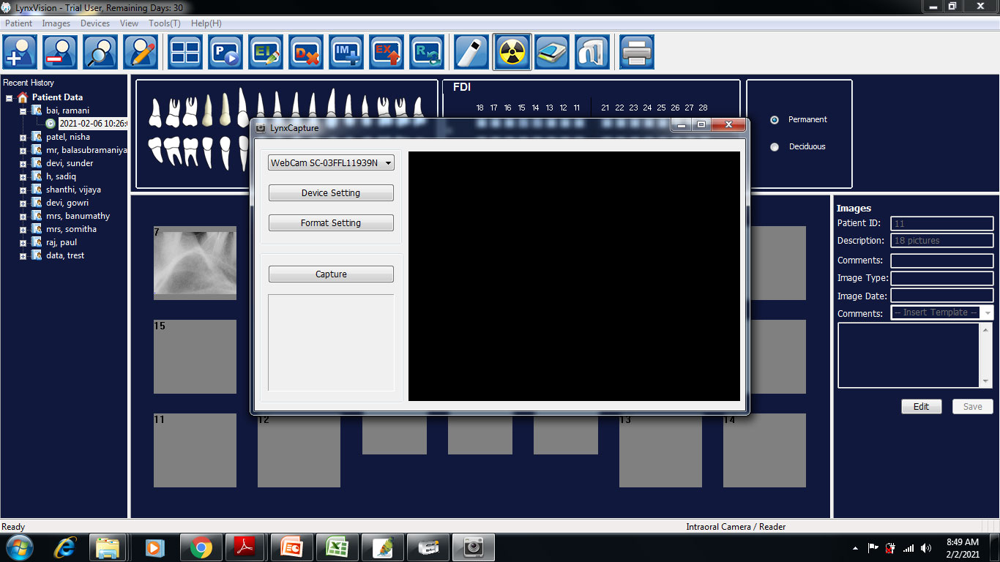 LynxVision - Trial User, Remaining Days: 30
Patient Images Devices View Tools(T) Help(H)
P EI D IM EX R
Recent History
Patient Data
bai, ramani
2021-02-06 10:26:
patel, nisha
mr, balasubramaniya
devi, sunder
h, sadiq
shanthi, vijaya
devi, gowri
mrs, banumathy
mrs, somitha
raj, paul
data, trest
FDI
18 17 16 15 14 13 12 11 21 22 23 24 25 26 27 28
Permanent
Deciduous
LynxCapture
WebCam SC-03FFL11939N
Device Setting
Format Setting
Capture
7
15
11
12
13
14
Images
Patient ID: 11
Description: 18 pictures
Comments:
Image Type:
Image Date:
Comments: -- Insert Template --
Edit Save
Ready
Intraoral Camera / Reader
8:49 AM
2/2/2021